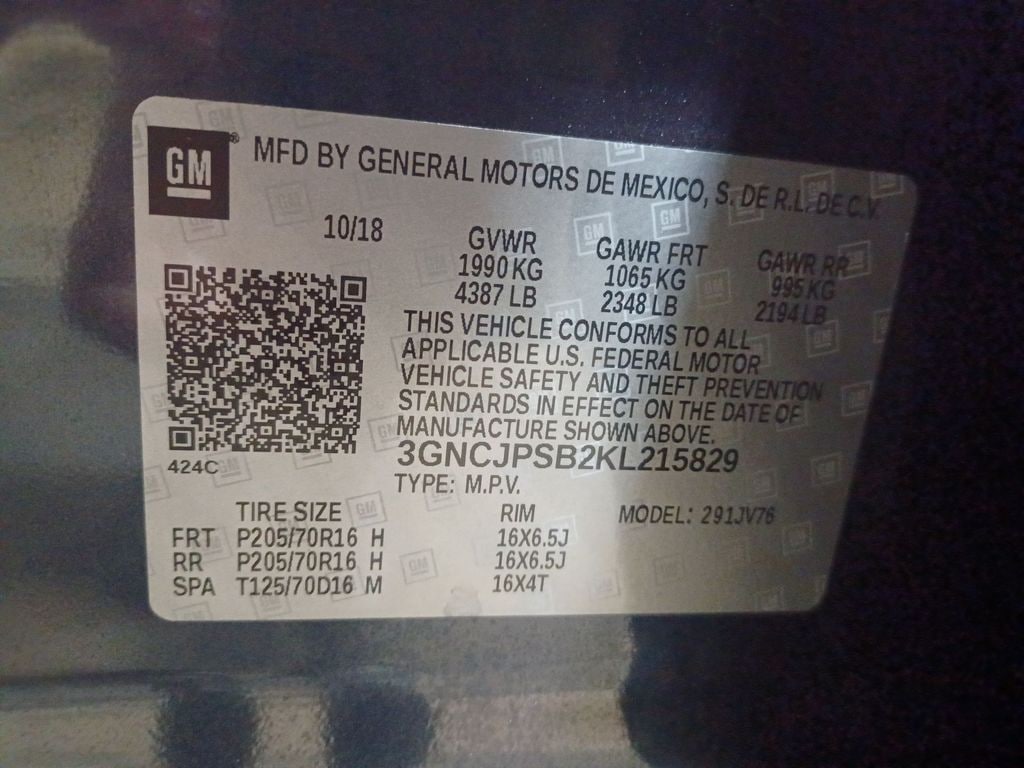 GM ® MFD BY GENERAL MOTORS DE MEXICO, S. DE R.L. DE C.V.
10/18
GVWR GAWR FRT GAWR RR
1990 KG 1065 KG 995 KG
4387 LB 2348 LB 2194 LB
THIS VEHICLE CONFORMS TO ALL
APPLICABLE U.S. FEDERAL MOTOR
VEHICLE SAFETY AND THEFT PREVENTION
STANDARDS IN EFFECT ON THE DATE OF
MANUFACTURE SHOWN ABOVE.
3GNCJPSB2KL215829
424C
TYPE: M.P.V.
TIRE SIZE RIM MODEL: 291JV76
FRT P205/70R16 H 16X6.5J
RR P205/70R16 H 16X6.5J
SPA T125/70D16 M 16X4T